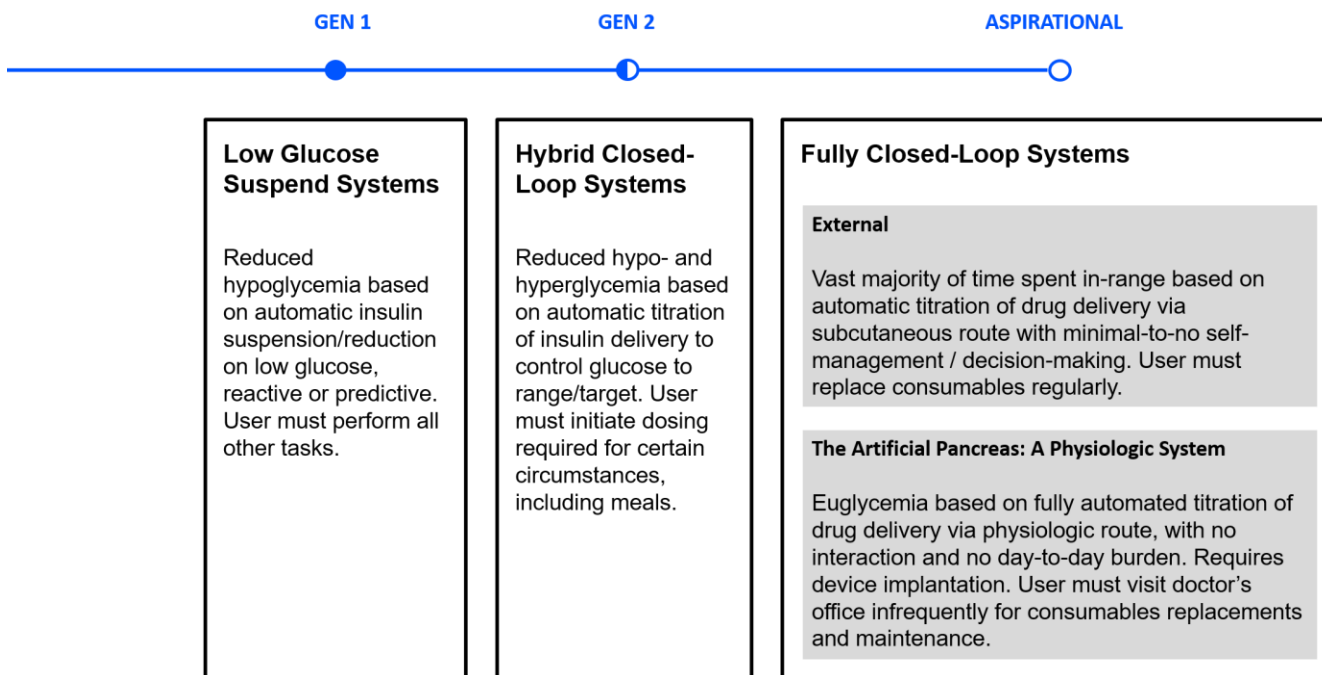 GEN 1
GEN 2
ASPIRATIONAL
Low Glucose
Suspend Systems
Reduced
hypoglycemia based
on automatic insulin
suspension/reduction
on low glucose,
reactive or predictive.
User must perform all
other tasks.
Hybrid Closed-
Loop Systems
Reduced hypo- and
hyperglycemia based
on automatic titration
of insulin delivery to
control glucose to
range/target. User
must initiate dosing
required for certain
circumstances,
including meals.
Fully Closed-Loop Systems
External
Vast majority of time spent in-range based on
automatic titration of drug delivery via
subcutaneous route with minimal-to-no self-
management / decision-making. User must
replace consumables regularly.
The Artificial Pancreas: A Physiologic System
Euglycemia based on fully automated titration of
drug delivery via physiologic route, with no
interaction and no day-to-day burden. Requires
device implantation. User must visit doctor’s
office infrequently for consumables replacements
and maintenance.